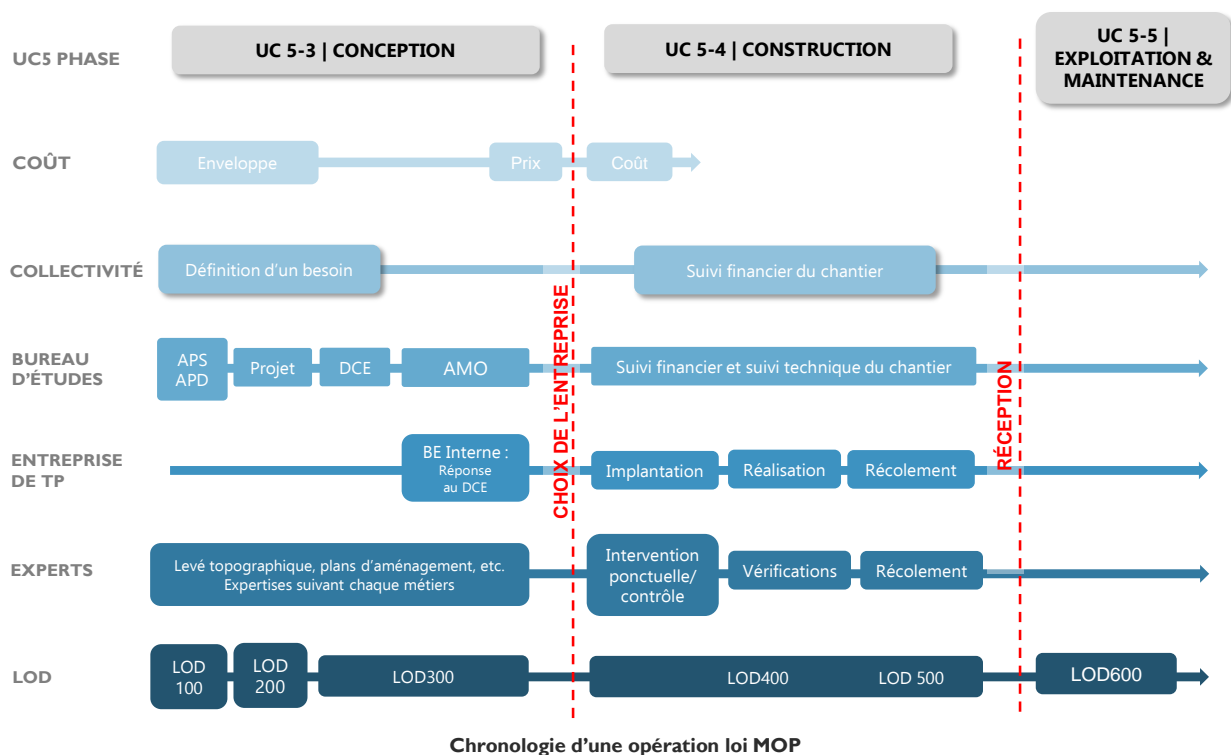 UC5 PHASE
UC 5-3 | CONCEPTION
UC 5-4 | CONSTRUCTION
UC 5-5 |
EXPLOITATION &
MAINTENANCE
COÛT
Enveloppe
Prix
Coût
COLLECTIVITÉ
Définition d'un besoin
Suivi financier du chantier
BUREAU
D'ÉTUDES
APS
APD
Projet
DCE
AMO
Suivi financier et suivi technique du chantier
CHOIX DE L'ENTREPRISE
RÉCEPTION
ENTREPRISE
DE TP
BE Interne :
Réponse
au DCE
Implantation
Réalisation
Récolement
EXPERTS
Levé topographique, plans d'aménagement, etc.
Expertises suivant chaque métiers
Intervention
ponctuelle/
contrôle
Vérifications
Récolement
LOD
LOD
100
LOD
200
LOD300
LOD400
LOD 500
LOD600
Chronologie d'une opération loi MOP